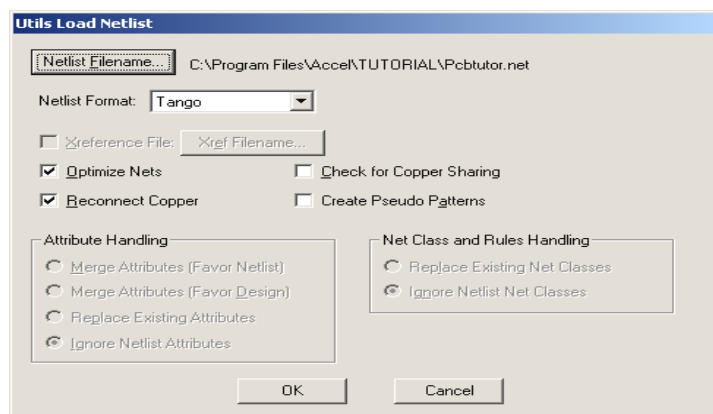 Utils Load Netlist
Netlist Filename... C:\Program Files\Accel\TUTORIAL\Pcbtutor.net
Netlist Format: Tango
Xreference File: Xref Filename...
Optimize Nets Check for Copper Sharing
Reconnect Copper Create Pseudo Patterns
Attribute Handling Net Class and Rules Handling
Merge Attributes (Favor Netlist) Replace Existing Net Classes
Merge Attributes (Favor Design) Ignore Netlist Net Classes
Replace Existing Attributes
Ignore Netlist Attributes
OK Cancel